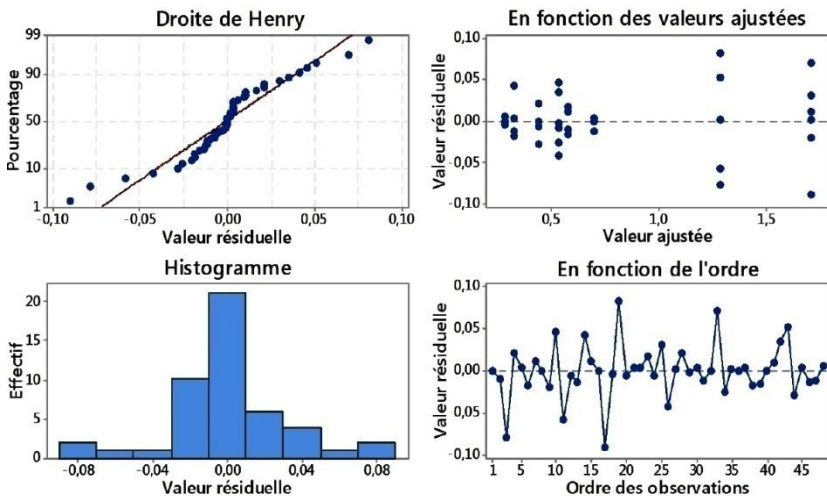 Droite de Henry
Pourcentage
99
90
50
10
1
-0,10 -0,05 0,00 0,05 0,10
Valeur résiduelle
En fonction des valeurs ajustées
Valeur résiduelle
0,10
0,05
0,00
-0,05
-0,10
0,5 1,0 1,5
Valeur ajustée
Histogramme
Effectif
20
15
10
5
0
-0,08 -0,04 0,00 0,04 0,08
Valeur résiduelle
En fonction de l'ordre
Valeur résiduelle
0,10
0,05
0,00
-0,05
-0,10
1 5 10 15 20 25 30 35 40 45
Ordre des observations